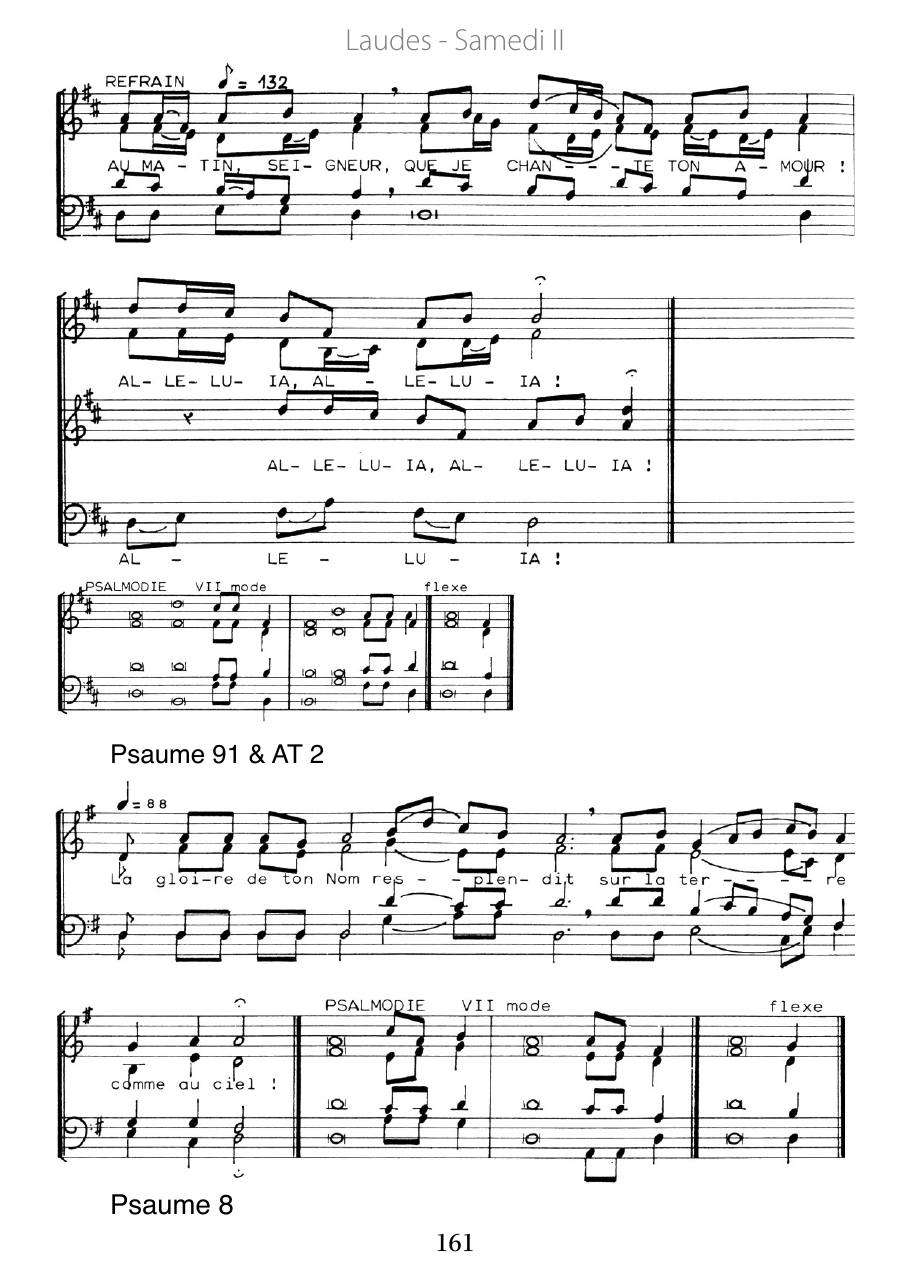 Laudes - Samedi II
REFRAIN ♪ = 132
AU MA - TIN, SEI - GNEUR, QUE JE CHAN - - - TE TON A - MOUR !
AL- LE- LU- IA, AL - LE- LU - IA !
AL- LE- LU- IA, AL- LE- LU- IA !
AL - LE - LU - IA !
PSALMODIE VII mode flexe
Psaume 91 & AT 2
♩ = 88
La gloi-re de ton Nom res - - plen- dit sur la ter - - - - re
PSALMODIE VII mode flexe
comme au ciel !
Psaume 8
161